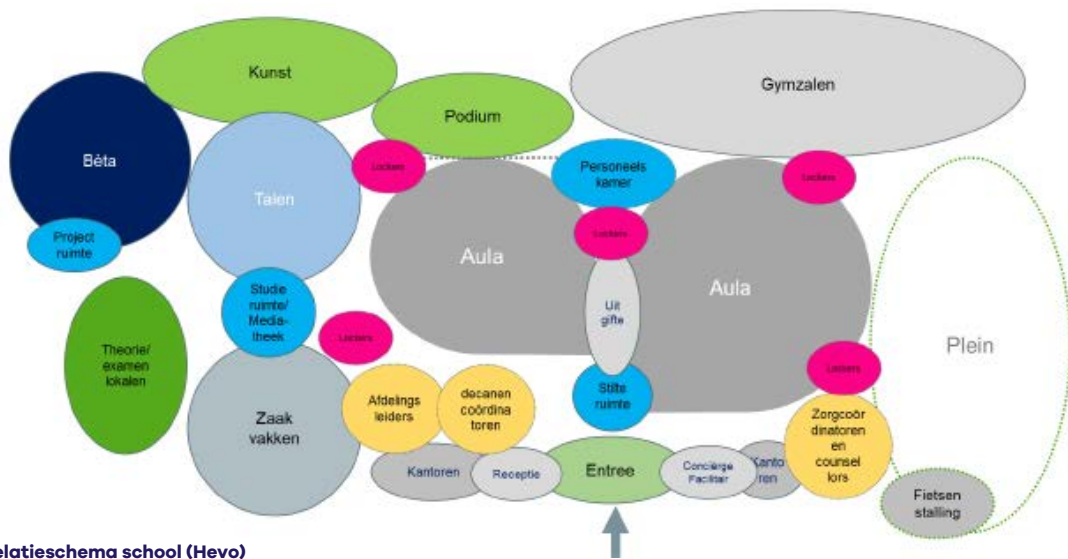 Kunst
Gymzalen
Podium
Bèta
Lockers
Personeels
kamer
Lockers
Talen
Project
ruimte
Lockers
Aula
Aula
Studie
ruimte/
Media-
theek
Uit
gifte
Lockers
Plein
Theorie/
examen
lokalen
Lockers
Stilte
ruimte
Afdelings
leiders
decanen
coördina
toren
Zaak
vakken
Zorgcoör
dinatoren
en
counsel
lors
Kantoren
Receptie
Entree
Conciërge
Facilitair
Kanto
ren
Fietsen
stalling
elatieschema school (Hevo)